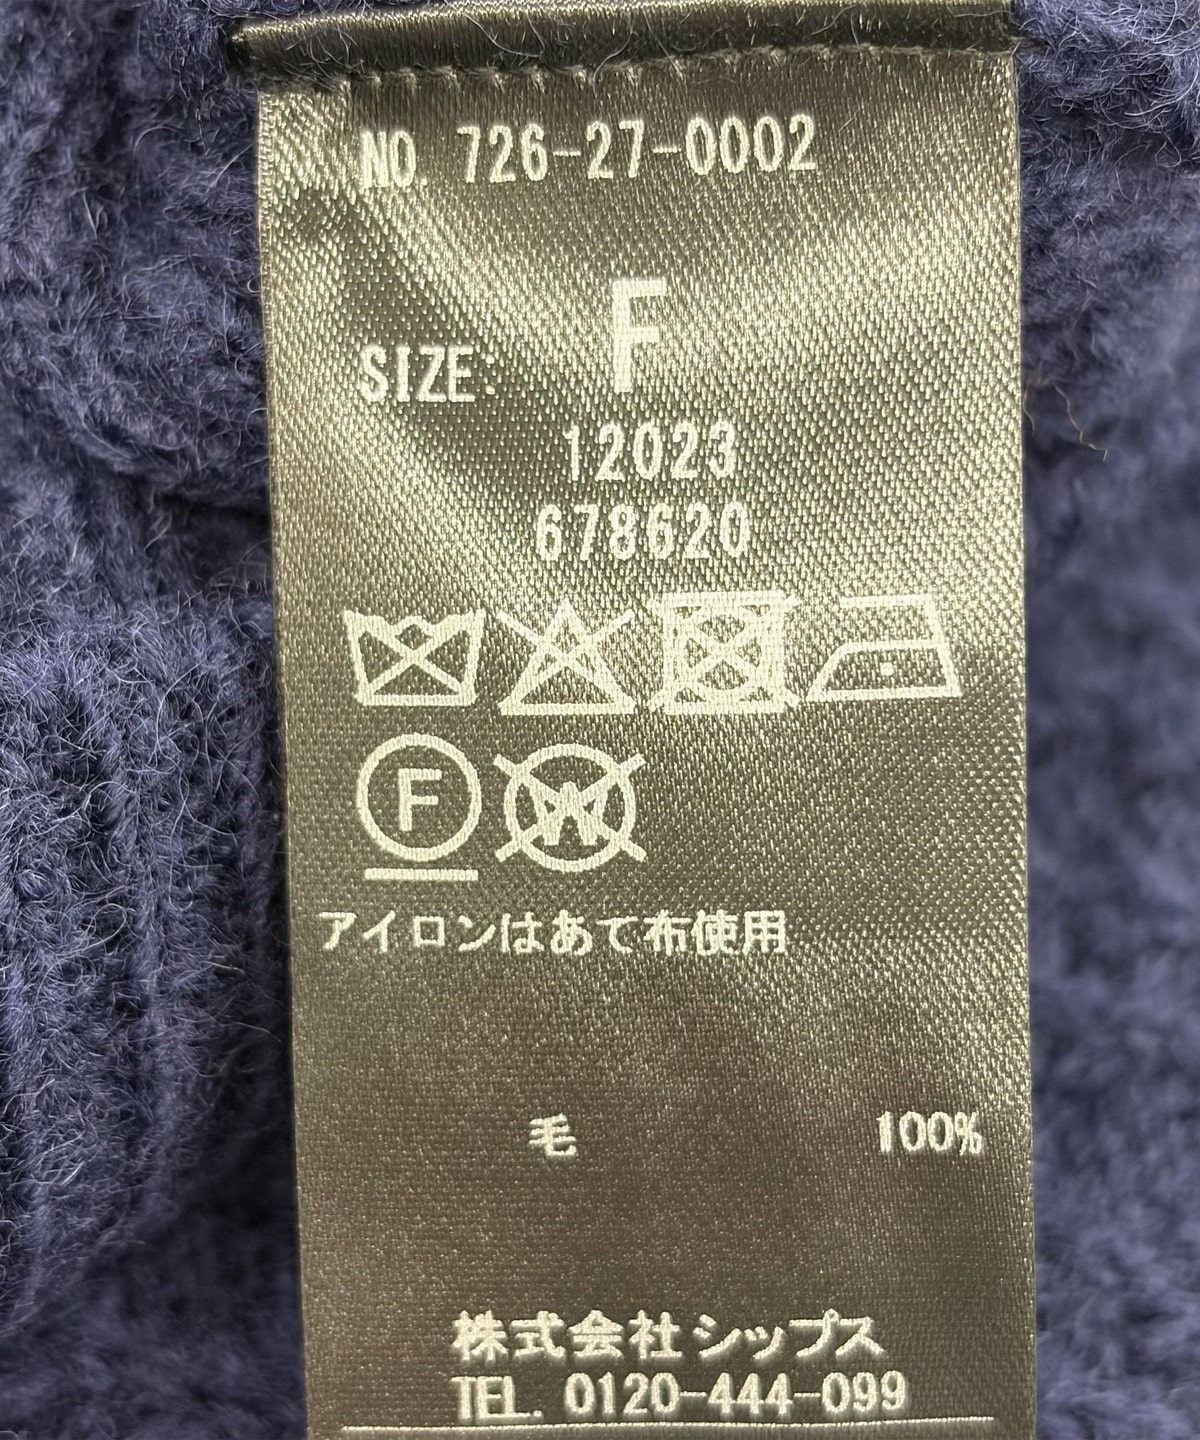 NO. 726-27-0002
SIZE: F
12023
678620
F W
アイロンはあて布使用
毛 100%
株式会社シップス
TEL. 0120-444-099